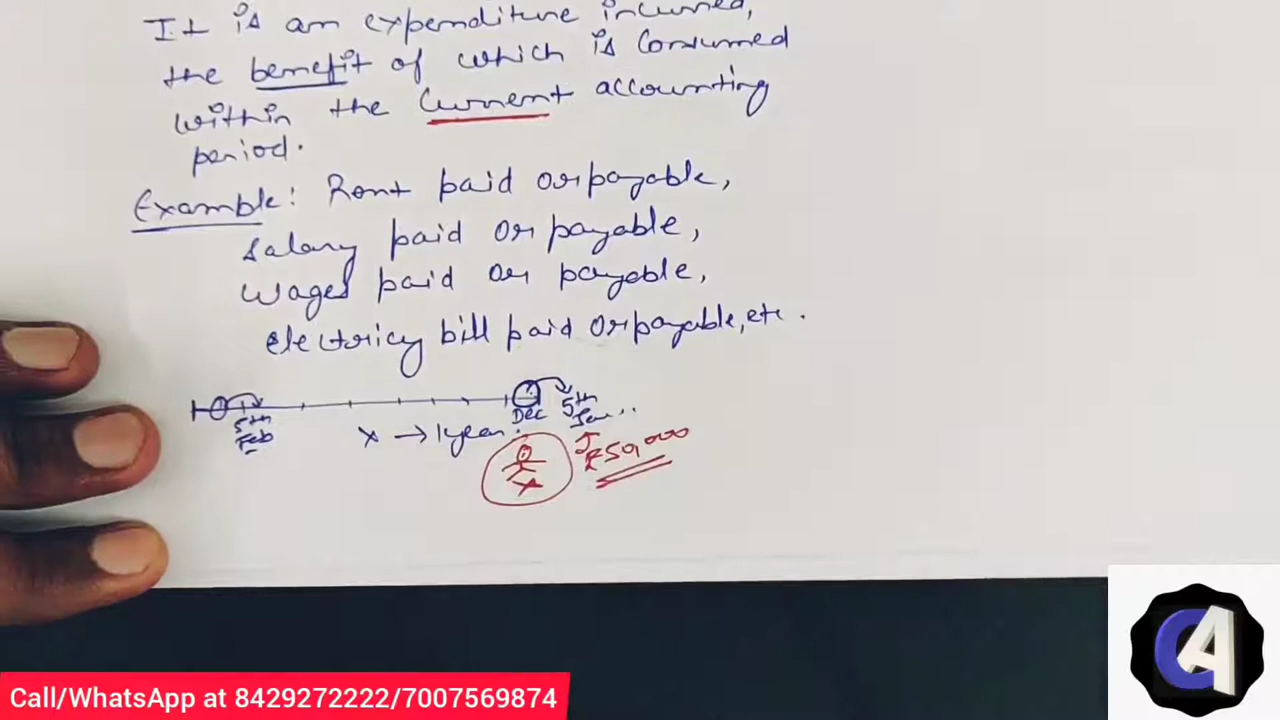 It is an expenditure incurred,
the benefit of which is consumed
within the current accounting
period.
Example: Rent paid or payable,
salary paid or payable,
wages paid or payable,
electricy bill paid or payable, etc.
5th
Feb
Dec
5th
Jan..
x → 1 year.
₹50,000
x
CA
Call/WhatsApp at 8429272222/7007569874